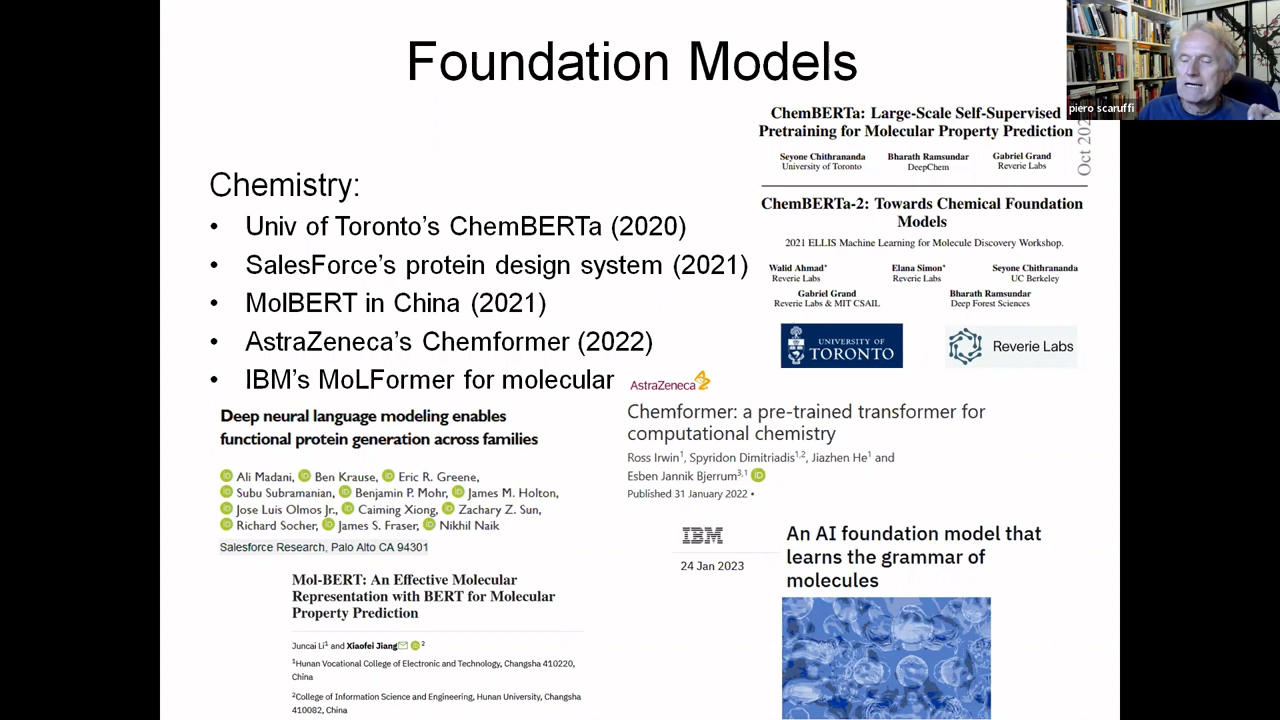 Foundation Models
piero scaruffi
ChemBERTa: Large-Scale Self-Supervised
Pretraining for Molecular Property Prediction
Seyone Chithrananda
University of Toronto
Bharath Ramsundar
DeepChem
Gabriel Grand
Reverie Labs
Oct 202
Chemistry:
• Univ of Toronto's ChemBERTa (2020)
• SalesForce's protein design system (2021)
• MolBERT in China (2021)
• AstraZeneca's Chemformer (2022)
• IBM's MoLFormer for molecular
ChemBERTa-2: Towards Chemical Foundation
Models
2021 ELLIS Machine Learning for Molecule Discovery Workshop.
Walid Ahmad*
Reverie Labs
Elana Simon*
Reverie Labs
Seyone Chithrananda
UC Berkeley
Gabriel Grand
Reverie Labs & MIT CSAIL
Bharath Ramsundar
Deep Forest Sciences
UNIVERSITY OF
TORONTO
Reverie Labs
Deep neural language modeling enables
functional protein generation across families
Ali Madani, Ben Krause, Eric R. Greene,
Subu Subramanian, Benjamin P. Mohr, James M. Holton,
Jose Luis Olmos Jr., Caiming Xiong, Zachary Z. Sun,
Richard Socher, James S. Fraser, Nikhil Naik
Salesforce Research, Palo Alto CA 94301
AstraZeneca
Chemformer: a pre-trained transformer for
computational chemistry
Ross Irwin1, Spyridon Dimitriadis1,2, Jiazhen He1 and
Esben Jannik Bjerrum3,1
Published 31 January 2022 •
Mol-BERT: An Effective Molecular
Representation with BERT for Molecular
Property Prediction
Juncai Li1 and Xiaofei Jiang 2
1Hunan Vocational College of Electronic and Technology, Changsha 410220,
China
2College of Information Science and Engineering, Hunan University, Changsha
410082, China
IBM
24 Jan 2023
An AI foundation model that
learns the grammar of
molecules